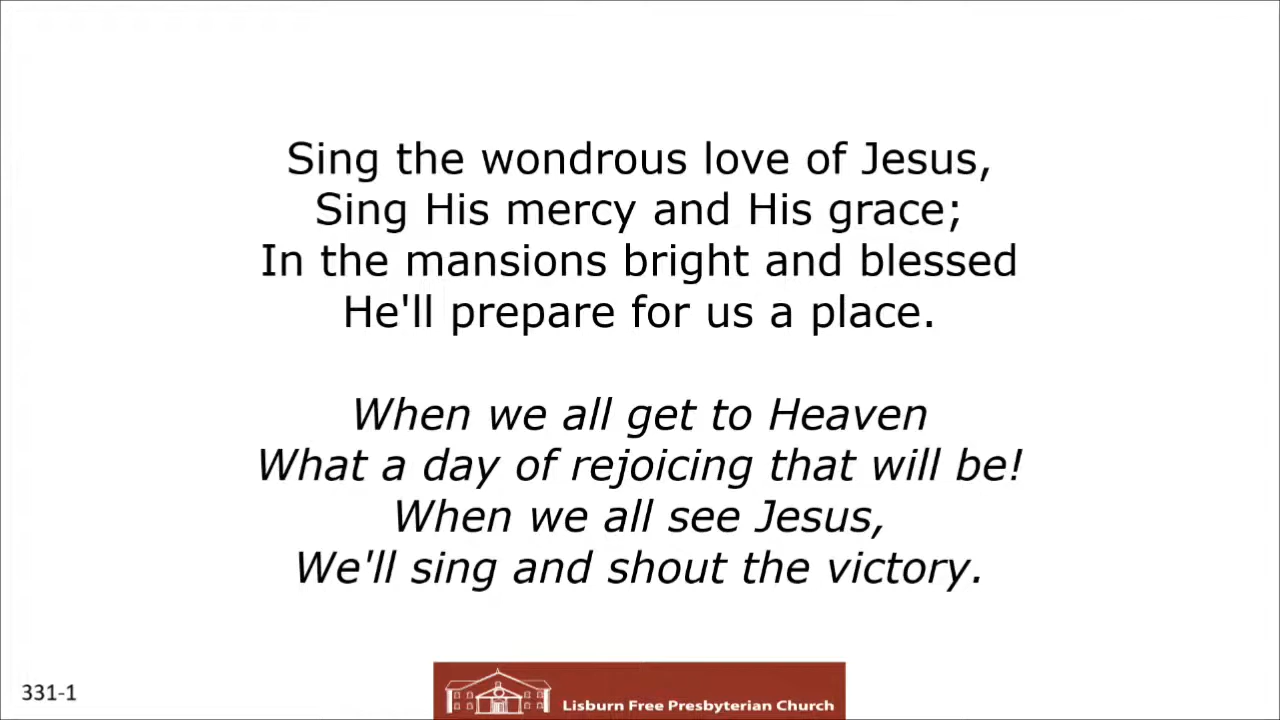 Sing the wondrous love of Jesus,
Sing His mercy and His grace;
In the mansions bright and blessed
He'll prepare for us a place.
When we all get to Heaven
What a day of rejoicing that will be!
When we all see Jesus,
We'll sing and shout the victory.
331-1
Lisburn Free Presbyterian Church